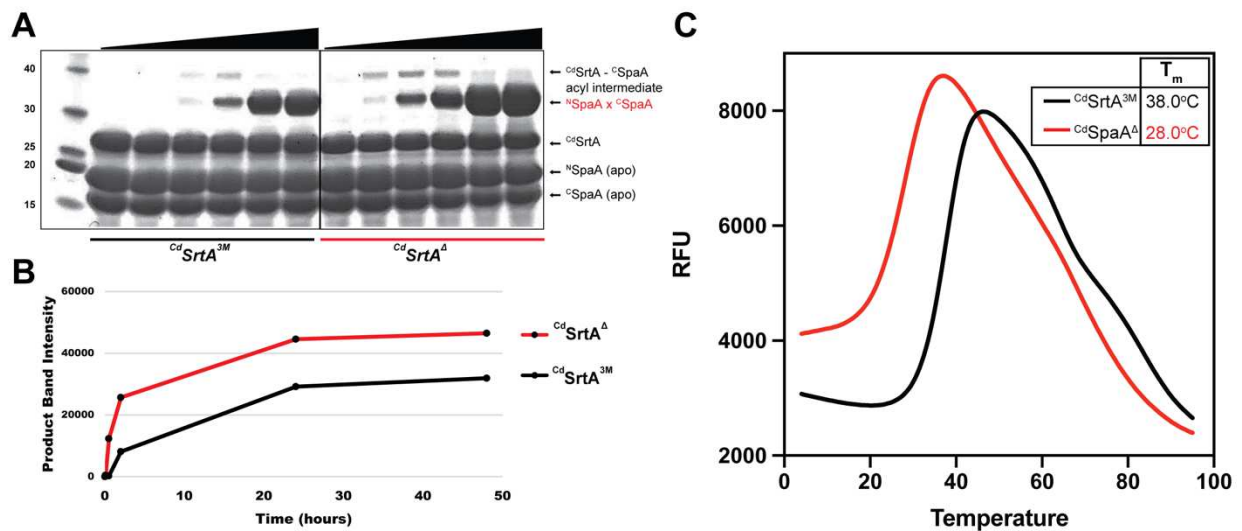 A
40
30
25
20
15
CdSrtA - CSpaA
acyl intermediate
NSpaA x CSpaA
CdSrtA
NSpaA (apo)
CSpaA (apo)
CdSrtA3M
CdSrtAΔ
B
Product Band Intensity
60000
40000
20000
0
0
10
20
30
40
50
Time (hours)
CdSrtAΔ
CdSrtA3M
C
RFU
8000
6000
4000
2000
0
20
40
60
80
100
Temperature
Tm
CdSrtA3M 38.0°C
CdSpaAΔ 28.0°C